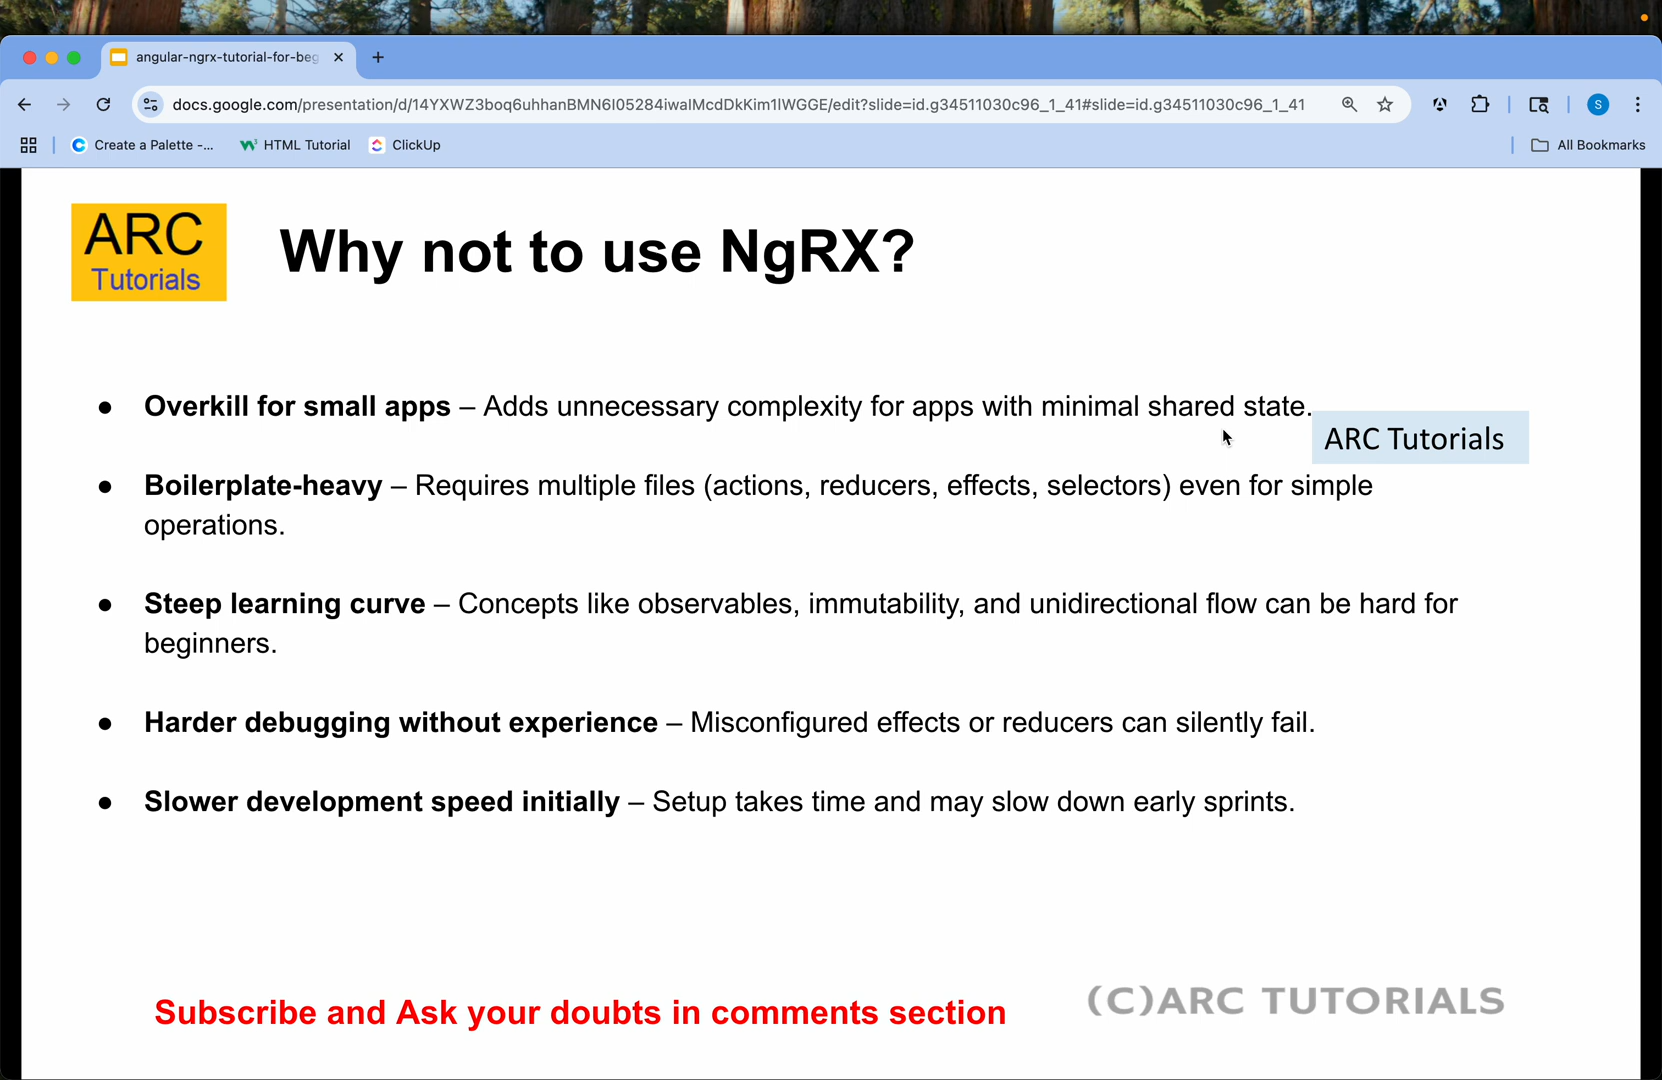 angular-ngrx-tutorial-for-beg
docs.google.com/presentation/d/14YXWZ3boq6uhhanBMN6I05284iwaIMcdDkKim1IWGGE/edit?slide=id.g34511030c96_1_41#slide=id.g34511030c96_1_41
S
Create a Palette -...
HTML Tutorial
ClickUp
All Bookmarks
ARC
Tutorials
Why not to use NgRX?
● Overkill for small apps – Adds unnecessary complexity for apps with minimal shared state.
ARC Tutorials
● Boilerplate-heavy – Requires multiple files (actions, reducers, effects, selectors) even for simple
operations.
● Steep learning curve – Concepts like observables, immutability, and unidirectional flow can be hard for
beginners.
● Harder debugging without experience – Misconfigured effects or reducers can silently fail.
● Slower development speed initially – Setup takes time and may slow down early sprints.
Subscribe and Ask your doubts in comments section
(C)ARC TUTORIALS